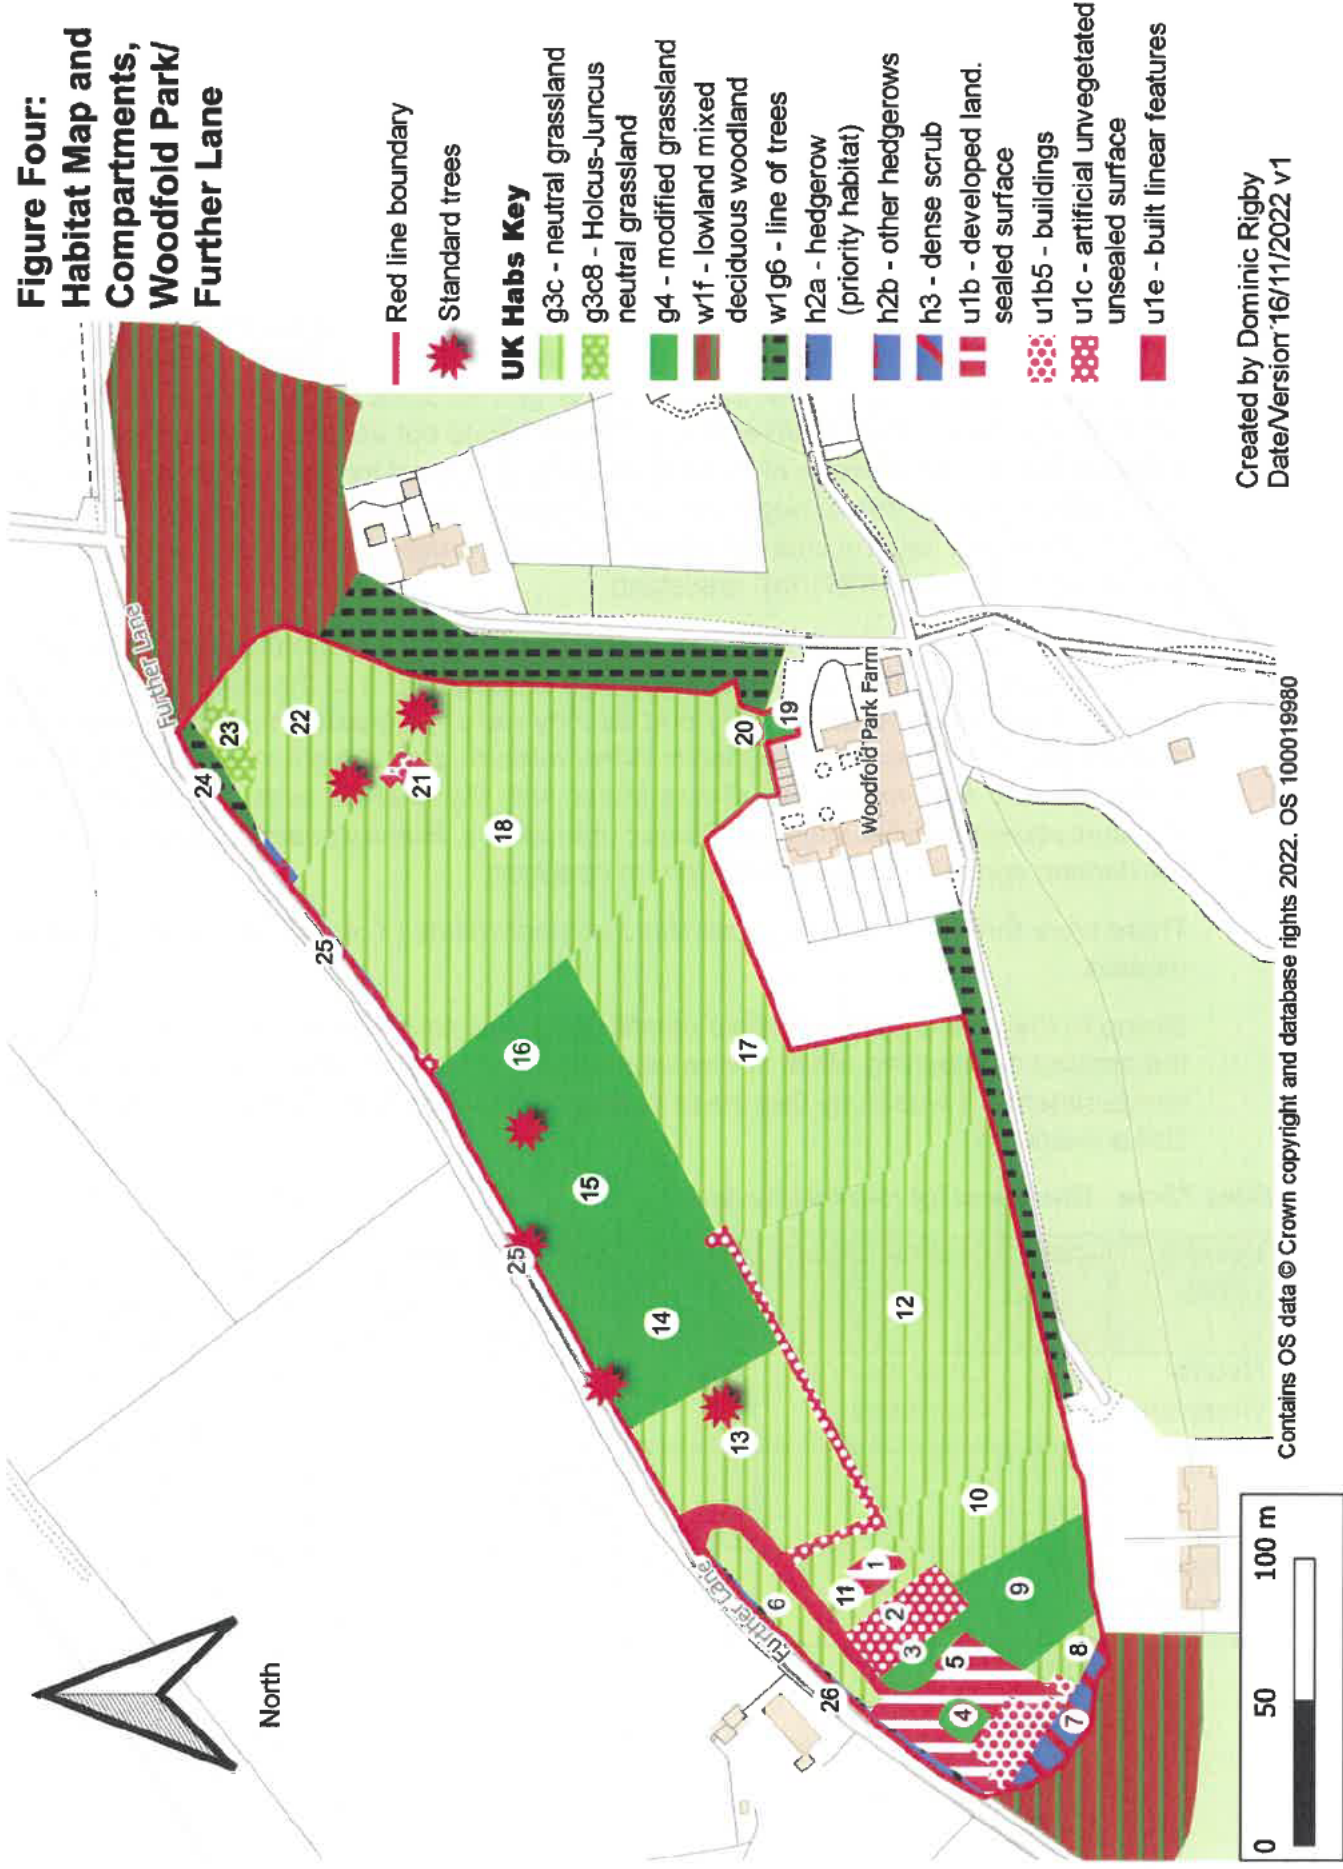 Figure Four:
Habitat Map and
Compartments,
Woodfold Park/
Further Lane
Red line boundary
Standard trees
UK Habs Key
g3c - neutral grassland
g3c8 - Holcus-Juncus
neutral grassland
g4 - modified grassland
w1f - lowland mixed
deciduous woodland
w1g6 - line of trees
h2a - hedgerow
(priority habitat)
h2b - other hedgerows
h3 - dense scrub
u1b - developed land.
sealed surface
u1b5 - buildings
u1c - artificial unvegetated
unsealed surface
u1e - built linear features
Created by Dominic Rigby
Date/Version 16/11/2022 v1
North
Further Lane
Further Lane
Woodfold Park Farm
1
2
3
4
5
6
7
8
9
10
11
12
13
14
15
16
17
18
19
20
21
22
23
24
25
25
26
0 50 100 m
Contains OS data © Crown copyright and database rights 2022. OS 100019980